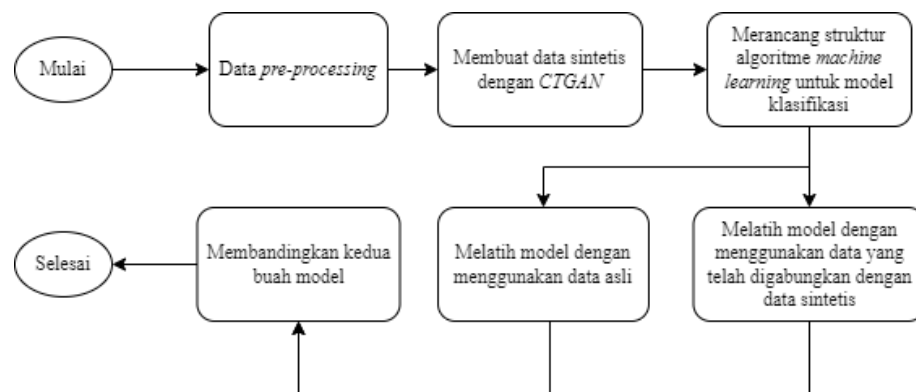 Mulai
Data pre-processing
Membuat data sintetis
dengan CTGAN
Merancang struktur
algoritme machine
learning untuk model
klasifikasi
Melatih model dengan
menggunakan data yang
telah digabungkan dengan
data sintetis
Melatih model dengan
menggunakan data asli
Membandingkan kedua
buah model
Selesai